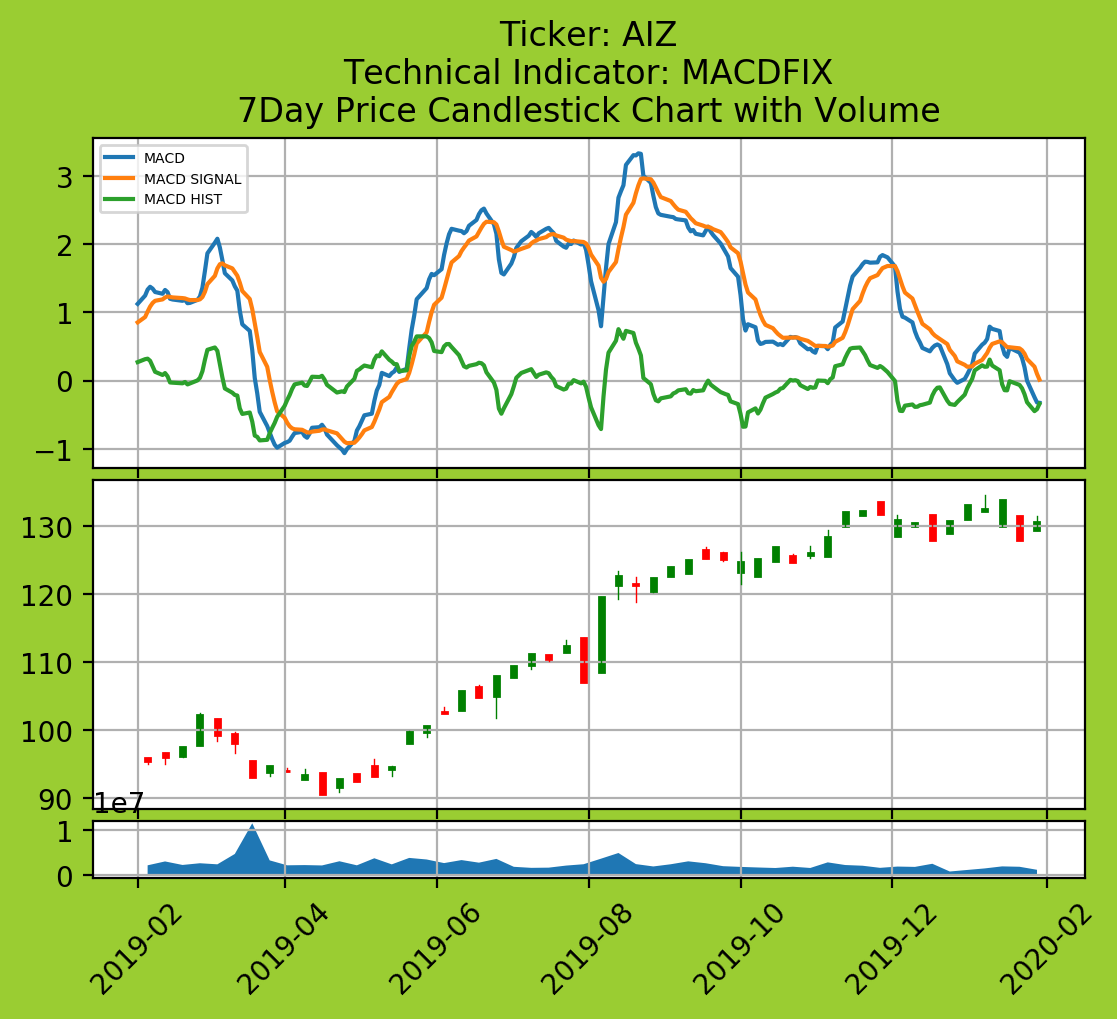 Ticker: AIZ
Technical Indicator: MACDFIX
7Day Price Candlestick Chart with Volume
MACD
MACD SIGNAL
MACD HIST
3
2
1
0
−1
130
120
110
100
90
1e7
1
0
2019-02
2019-04
2019-06
2019-08
2019-10
2019-12
2020-02